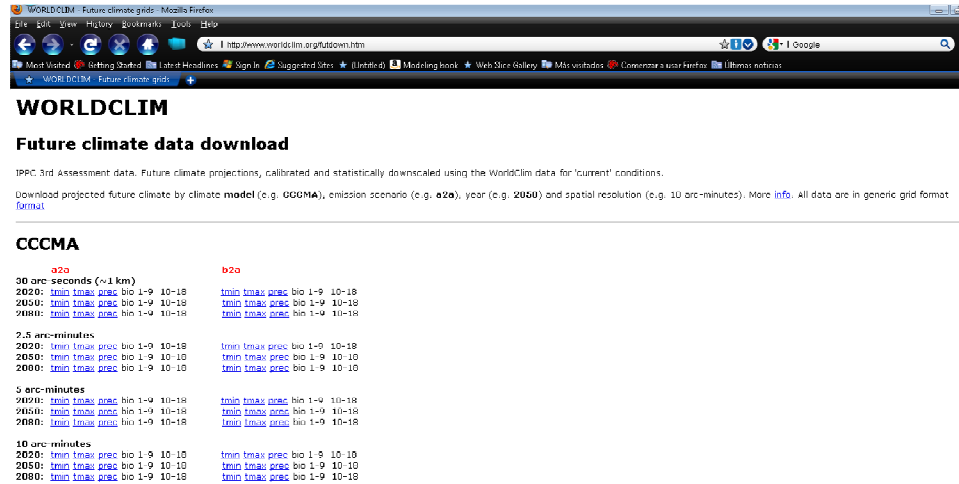 WORLDCLIM - Future climate grids - Mozilla Firefox
File Edit View History Bookmarks Tools Help
http://www.worldclim.org/futdown.htm
Google
Most Visited Getting Started Latest Headlines Sign In Suggested Sites (Untitled) Modeling book Web Slice Gallery Más visitados Comenzar a usar Firefox Últimas noticias
WORLDCLIM - Future climate grids
WORLDCLIM
Future climate data download
IPPC 3rd Assessment data. Future climate projections, calibrated and statistically downscaled using the WorldClim data for 'current' conditions.
Download projected future climate by climate model (e.g. CCCMA), emission scenario (e.g. a2a), year (e.g. 2050) and spatial resolution (e.g. 10 arc-minutes). More info. All data are in generic grid format
format
CCCMA
a2a b2a
30 arc-seconds (~1 km)
2020: tmin tmax prec bio 1-9 10-18 tmin tmax prec bio 1-9 10-18
2050: tmin tmax prec bio 1-9 10-18 tmin tmax prec bio 1-9 10-18
2080: tmin tmax prec bio 1-9 10-18 tmin tmax prec bio 1-9 10-18
2.5 arc-minutes
2020: tmin tmax prec bio 1-9 10-18 tmin tmax prec bio 1-9 10-18
2050: tmin tmax prec bio 1-9 10-18 tmin tmax prec bio 1-9 10-18
2080: tmin tmax prec bio 1-9 10-18 tmin tmax prec bio 1-9 10-18
5 arc-minutes
2020: tmin tmax prec bio 1-9 10-18 tmin tmax prec bio 1-9 10-18
2050: tmin tmax prec bio 1-9 10-18 tmin tmax prec bio 1-9 10-18
2080: tmin tmax prec bio 1-9 10-18 tmin tmax prec bio 1-9 10-18
10 arc-minutes
2020: tmin tmax prec bio 1-9 10-18 tmin tmax prec bio 1-9 10-18
2050: tmin tmax prec bio 1-9 10-18 tmin tmax prec bio 1-9 10-18
2080: tmin tmax prec bio 1-9 10-18 tmin tmax prec bio 1-9 10-18